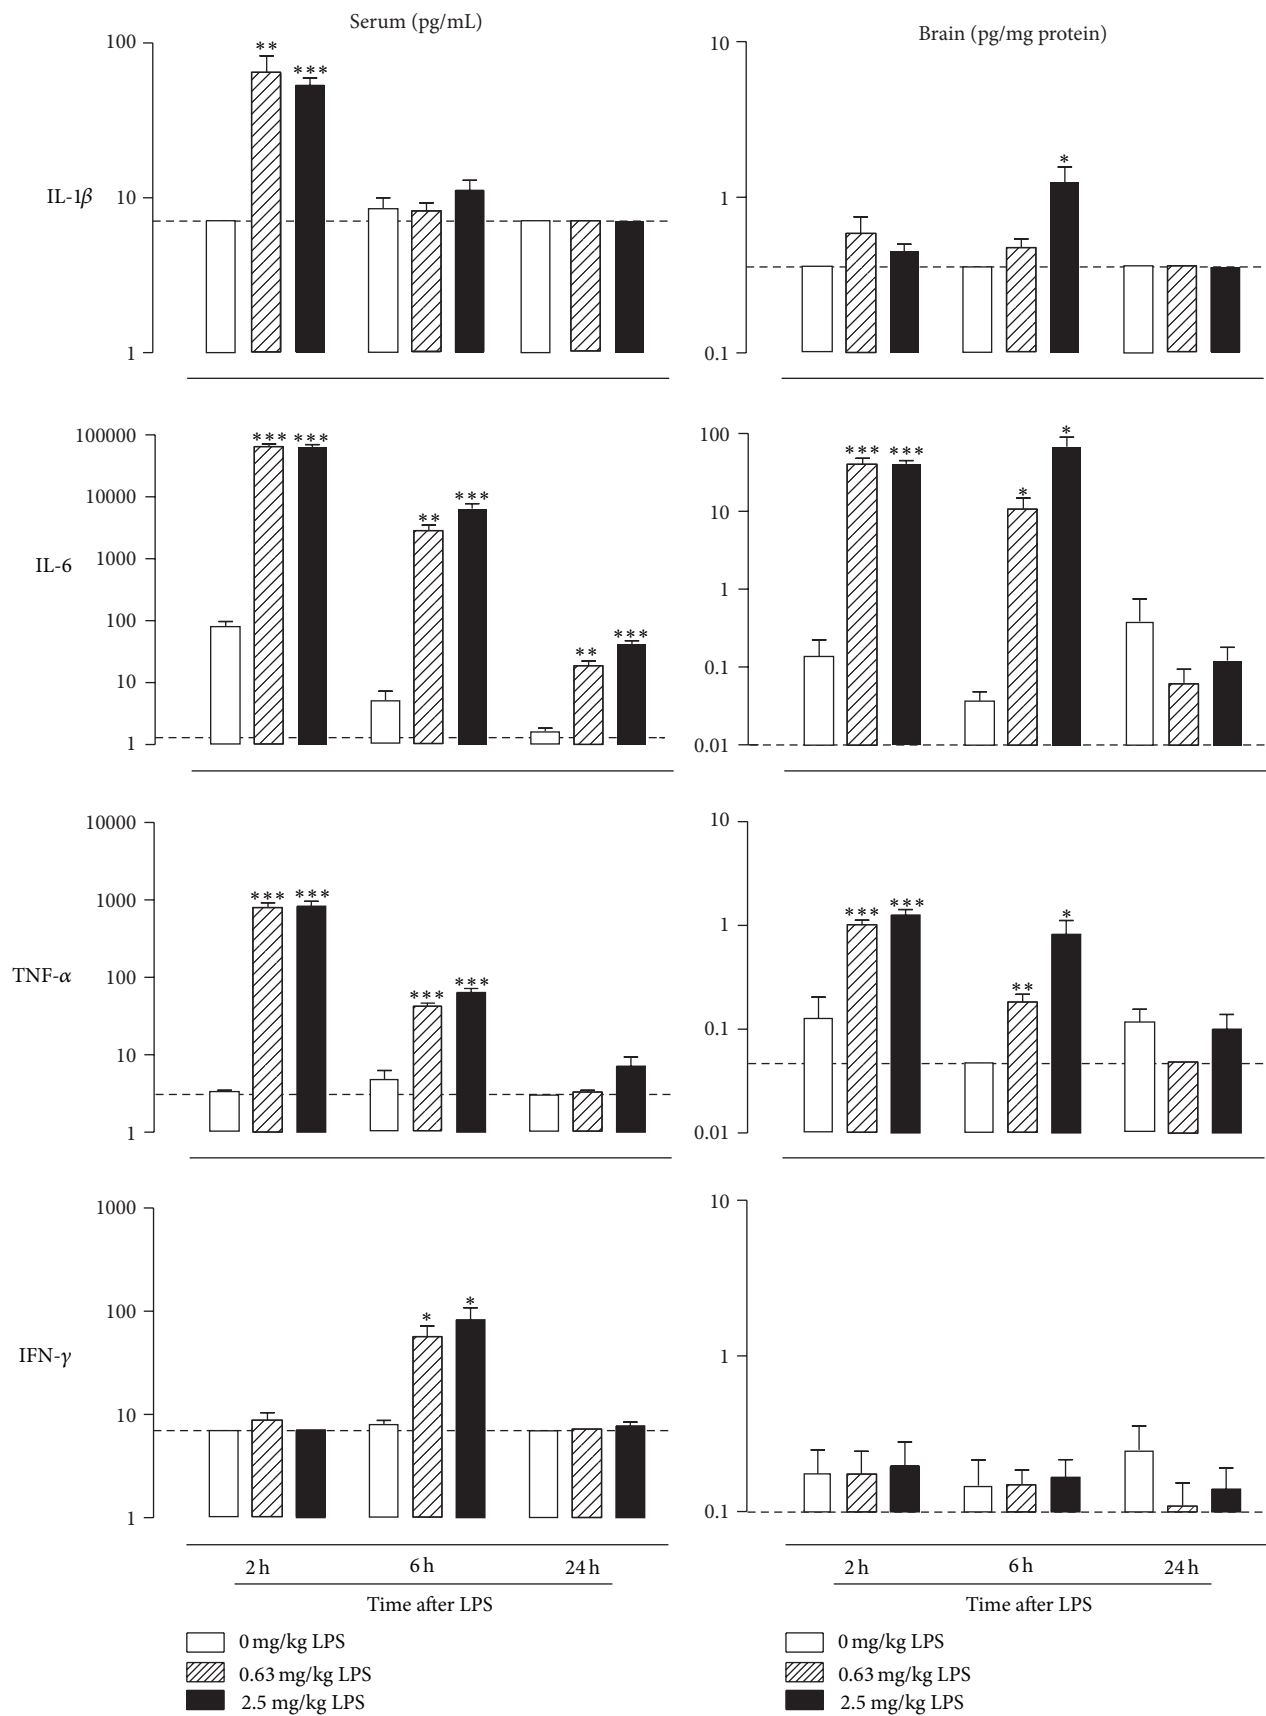 Serum (pg/mL)
Brain (pg/mg protein)
IL-1β
100
10
1
** ***
10
1
0.1
*
IL-6
100000
10000
1000
100
10
1
*** ***
** ***
** ***
100
10
1
0.1
0.01
*** ***
* *
TNF-α
10000
1000
100
10
1
*** ***
*** ***
10
1
0.1
0.01
*** ***
** *
IFN-γ
1000
100
10
1
* *
10
1
0.1
2 h 6 h 24 h
Time after LPS
2 h 6 h 24 h
Time after LPS
0 mg/kg LPS
0.63 mg/kg LPS
2.5 mg/kg LPS
0 mg/kg LPS
0.63 mg/kg LPS
2.5 mg/kg LPS